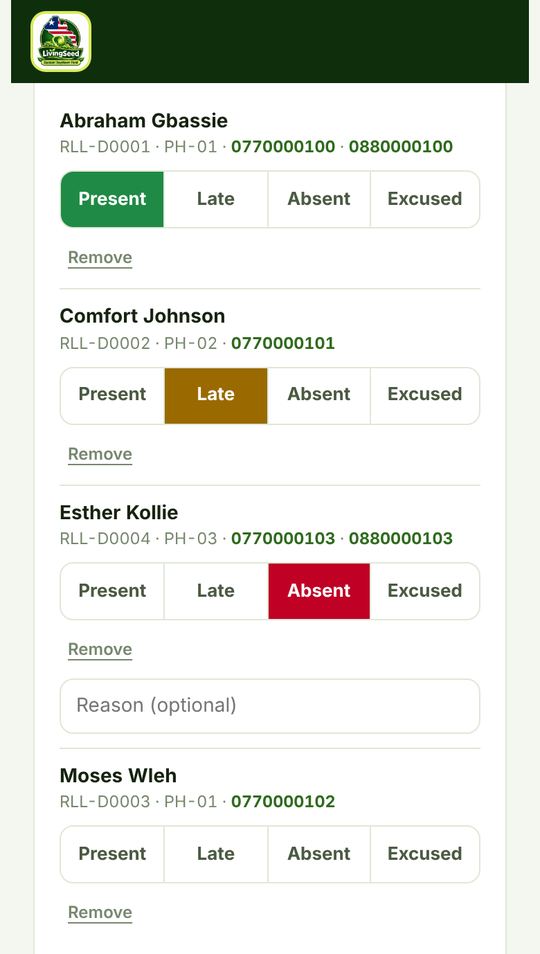 LivingSeed
Abraham Gbassie
RLL-D0001 · PH-01 · 0770000100 · 0880000100
Present Late Absent Excused
Remove
Comfort Johnson
RLL-D0002 · PH-02 · 0770000101
Present Late Absent Excused
Remove
Esther Kollie
RLL-D0004 · PH-03 · 0770000103 · 0880000103
Present Late Absent Excused
Remove
Reason (optional)
Moses Wleh
RLL-D0003 · PH-01 · 0770000102
Present Late Absent Excused
Remove